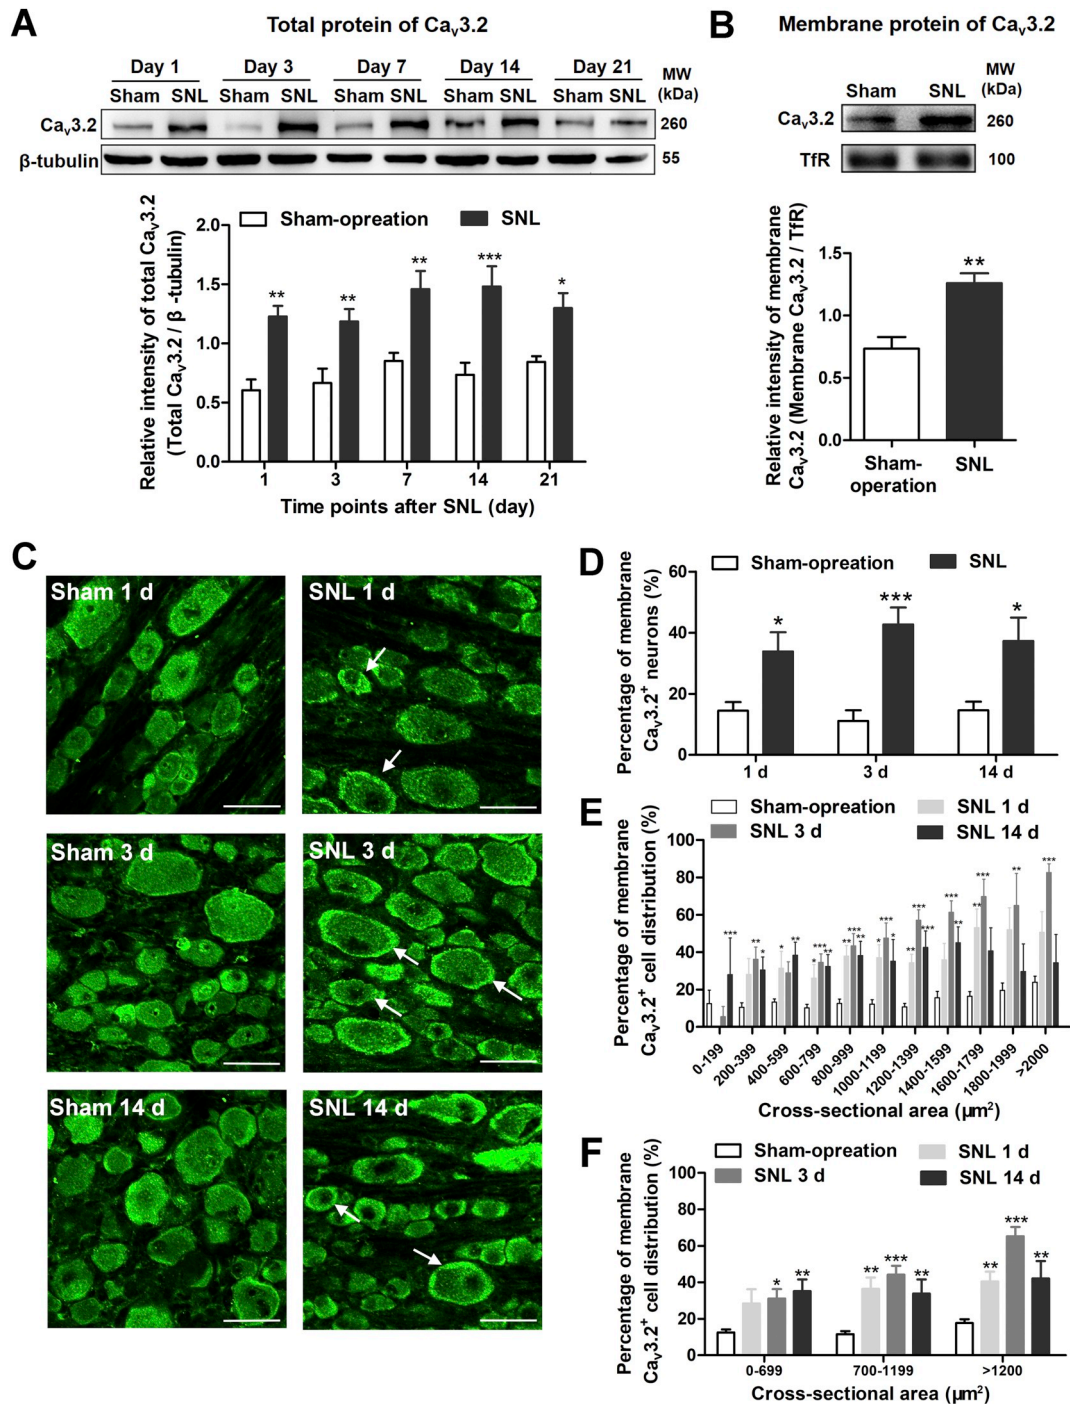 A
Total protein of Cav3.2
Day 1 Day 3 Day 7 Day 14 Day 21
MW
(kDa)
Sham SNL Sham SNL Sham SNL Sham SNL Sham SNL
Cav3.2 260
β-tubulin 55
Sham-opreation SNL
Relative intensity of total Cav3.2
(Total Cav3.2 / β -tubulin)
2.0
1.5
1.0
0.5
0.0
** ** ** *** *
1 3 7 14 21
Time points after SNL (day)
B
Membrane protein of Cav3.2
MW
(kDa)
Sham SNL
Cav3.2 260
TfR 100
Relative intensity of membrane
Cav3.2 (Membrane Cav3.2 / TfR)
1.5
1.0
0.5
0.0
**
Sham-
operation
SNL
C
Sham 1 d
SNL 1 d
Sham 3 d
SNL 3 d
Sham 14 d
SNL 14 d
D
Sham-opreation SNL
Percentage of membrane
Cav3.2+ neurons (%)
60
40
20
0
* *** *
1 d 3 d 14 d
E
Sham-opreation SNL 1 d
SNL 3 d SNL 14 d
Percentage of membrane
Cav3.2+ cell distribution (%)
100
80
60
40
20
0
*** ** * * ** * *** ** ** *** ** * *** * ** *** *** *** ** ** *** ** ***
0-199 200-399 400-599 600-799 800-999 1000-1199 1200-1399 1400-1599 1600-1799 1800-1999 >2000
Cross-sectional area (µm2)
F
Sham-opreation SNL 1 d
SNL 3 d SNL 14 d
Percentage of membrane
Cav3.2+ cell distribution (%)
100
80
60
40
20
0
* ** ** *** ** ** *** **
0-699 700-1199 >1200
Cross-sectional area (µm2)